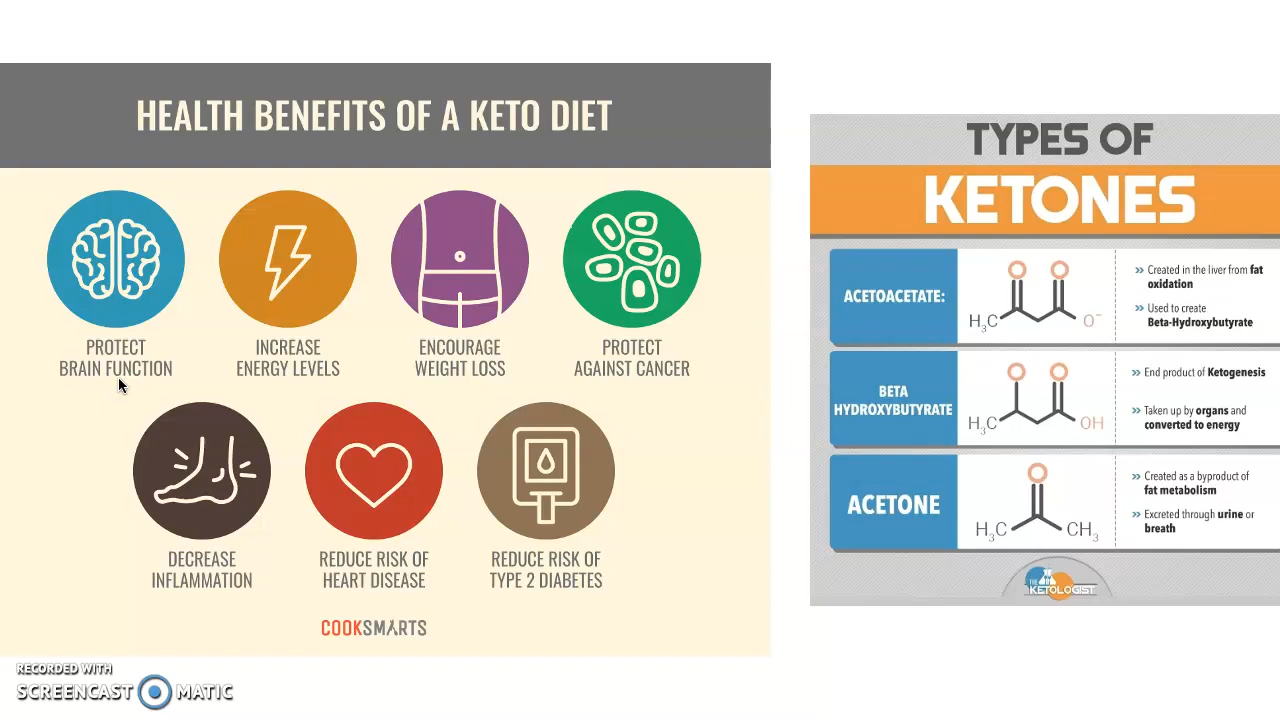 HEALTH BENEFITS OF A KETO DIET
PROTECT
BRAIN FUNCTION
INCREASE
ENERGY LEVELS
ENCOURAGE
WEIGHT LOSS
PROTECT
AGAINST CANCER
DECREASE
INFLAMMATION
REDUCE RISK OF
HEART DISEASE
REDUCE RISK OF
TYPE 2 DIABETES
COOKSMARTS
TYPES OF
KETONES
ACETOACETATE:
H3C
O−
» Created in the liver from fat
oxidation
» Used to create
Beta-Hydroxybutyrate
BETA
HYDROXYBUTYRATE
H3C
OH
» End product of Ketogenesis
» Taken up by organs and
converted to energy
ACETONE
H3C
CH3
» Created as a byproduct of
fat metabolism
» Excreted through urine or
breath
THE
KETOLOGIST
RECORDED WITH
SCREENCAST MATIC